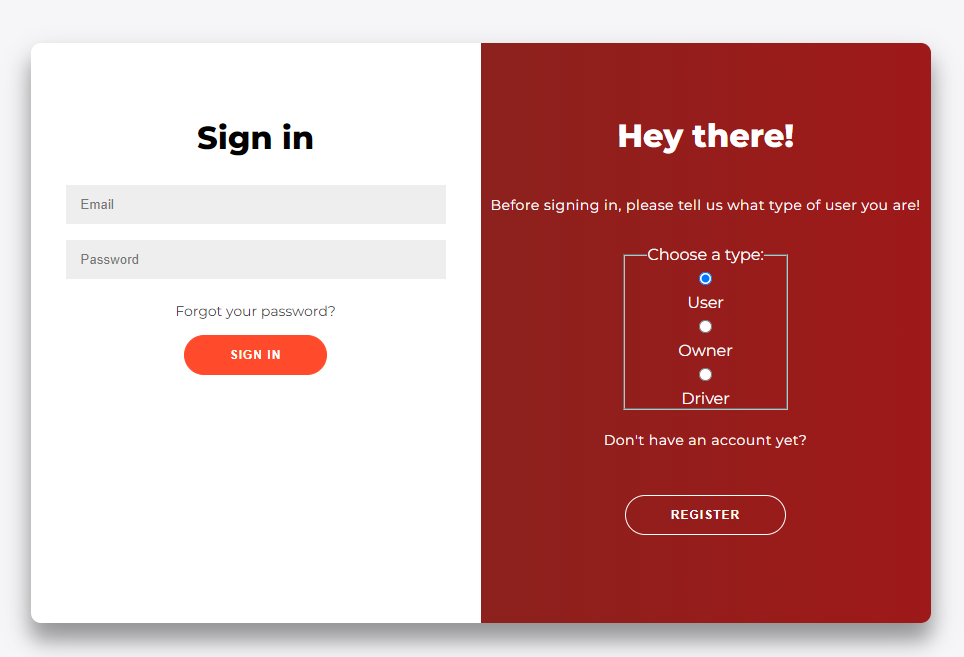 Sign in
Email
Password
Forgot your password?
SIGN IN
Hey there!
Before signing in, please tell us what type of user you are!
Choose a type:
User
Owner
Driver
Don't have an account yet?
REGISTER